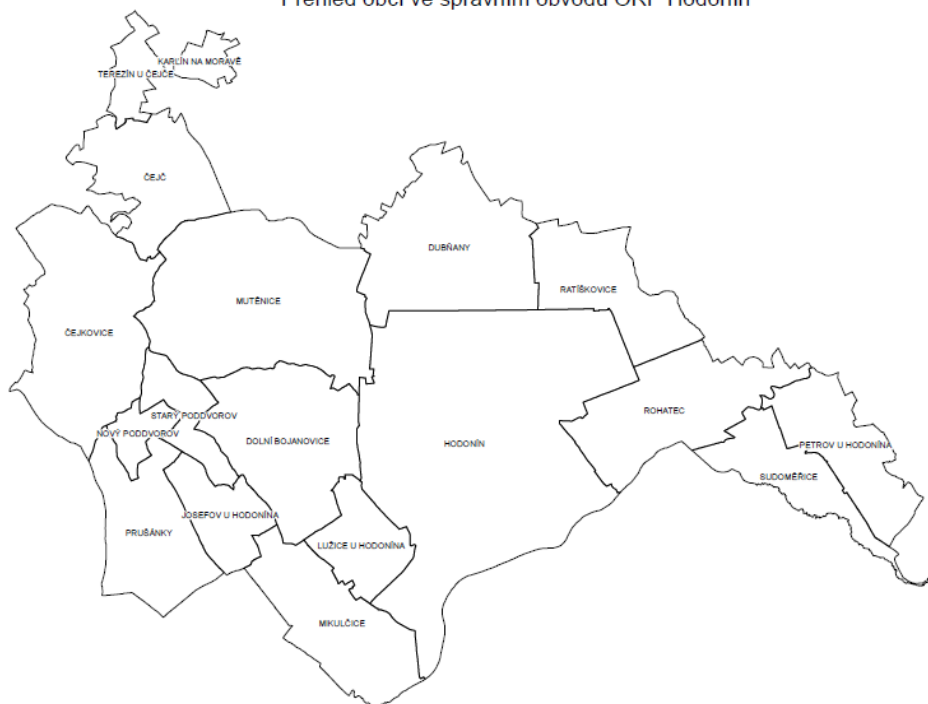 Přehled obcí ve správním obvodu ORP Hodonín
KARLÍN NA MORAVĚ
TEREZÍN U ČEJČE
ČEJČ
DUBŇANY
RATÍŠKOVICE
MUTĚNICE
ČEJKOVICE
STARÝ PODDVOROV
ROHATEC
NOVÝ PODDVOROV
DOLNÍ BOJANOVICE
HODONÍN
PETROV U HODONÍNA
SUDOMĚŘICE
JOSEFOV U HODONÍNA
PRUŠÁNKY
LUŽICE U HODONÍNA
MIKULČICE